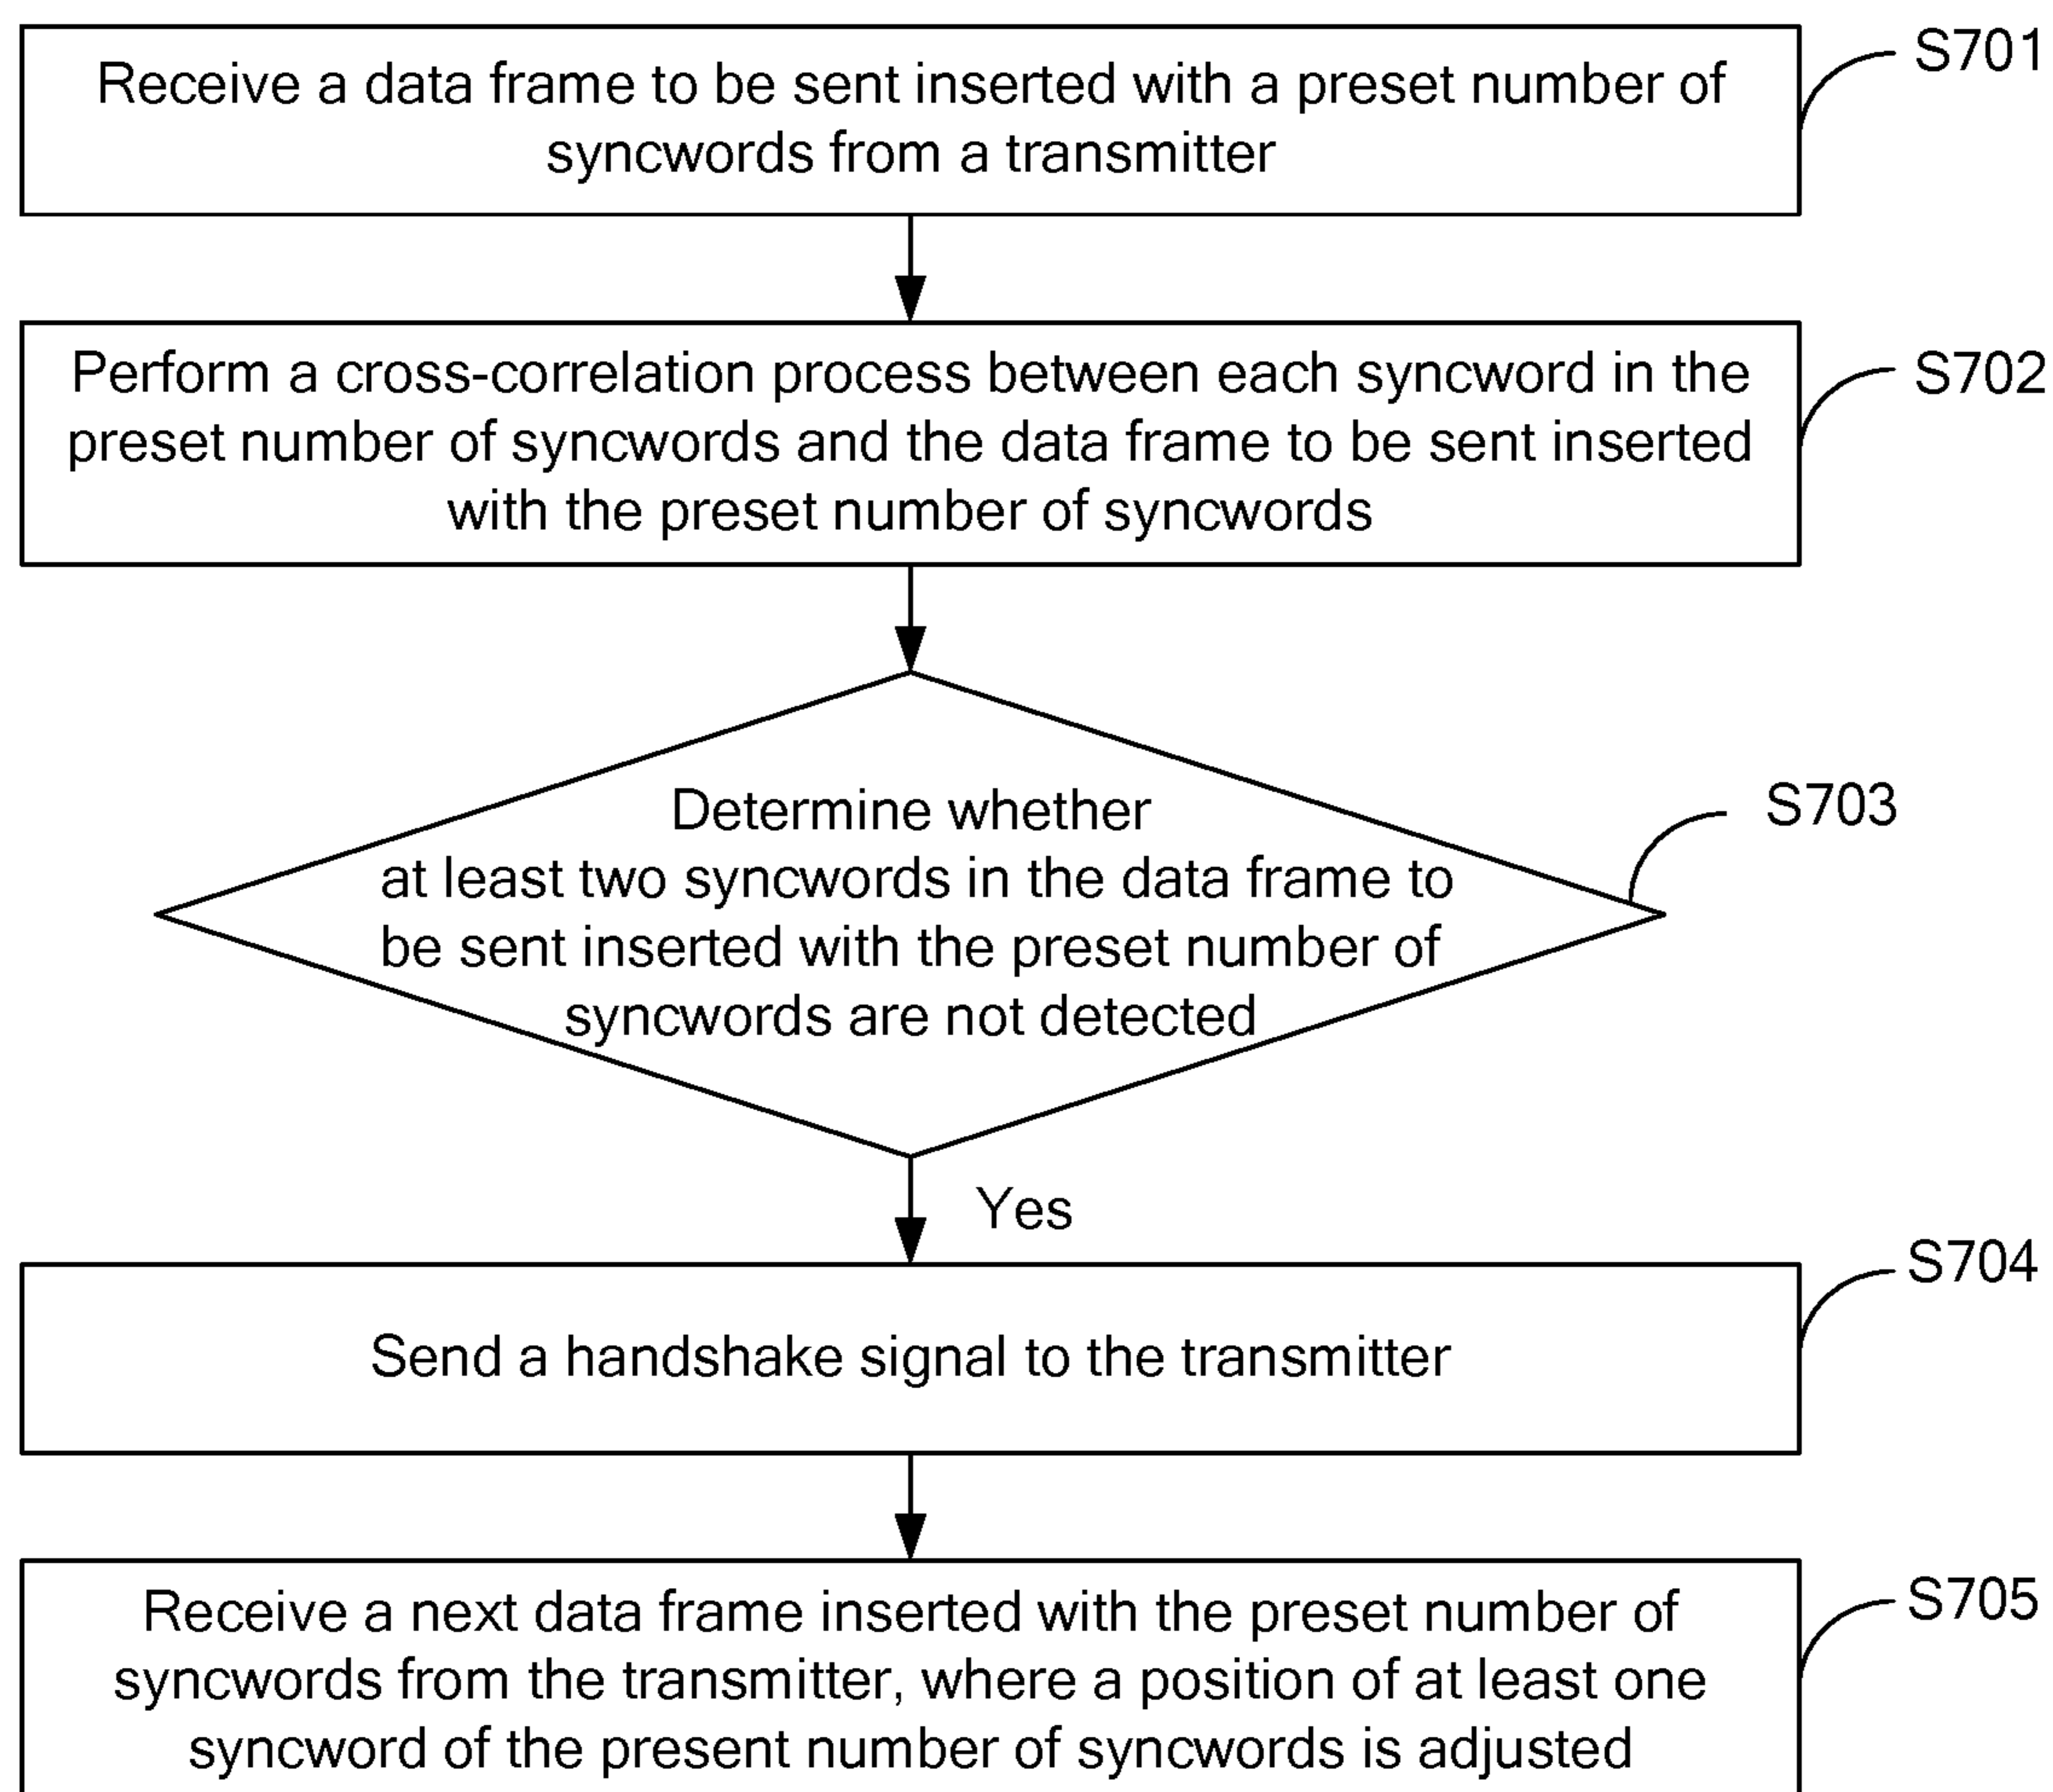 Receive a data frame to be sent inserted with a preset number of
syncwords from a transmitter
S701
Perform a cross-correlation process between each syncword in the
preset number of syncwords and the data frame to be sent inserted
with the preset number of syncwords
S702
Determine whether
at least two syncwords in the data frame to
be sent inserted with the preset number of
syncwords are not detected
S703
Yes
Send a handshake signal to the transmitter
S704
Receive a next data frame inserted with the preset number of
syncwords from the transmitter, where a position of at least one
syncword of the present number of syncwords is adjusted
S705